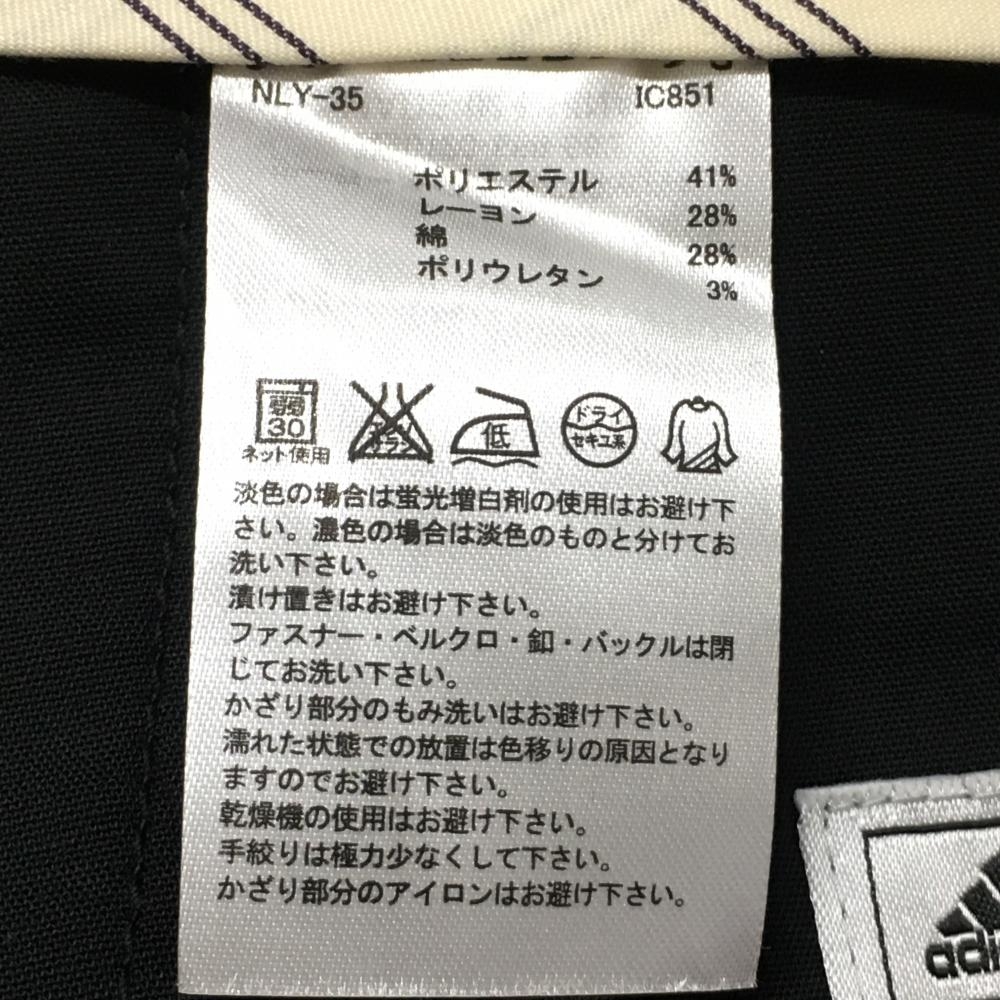 NLY-35 IC851
ポリエステル 41%
レーヨン 28%
綿 28%
ポリウレタン 3%
弱
30
ネット使用
低
ドライ
セキユ系
淡色の場合は蛍光増白剤の使用はお避け下
さい。濃色の場合は淡色のものと分けてお
洗い下さい。
漬け置きはお避け下さい。
ファスナー・ベルクロ・釦・バックルは閉
じてお洗い下さい。
かざり部分のもみ洗いはお避け下さい。
濡れた状態での放置は色移りの原因となり
ますのでお避け下さい。
乾燥機の使用はお避け下さい。
手絞りは極力少なくして下さい。
かざり部分のアイロンはお避け下さい。
adi